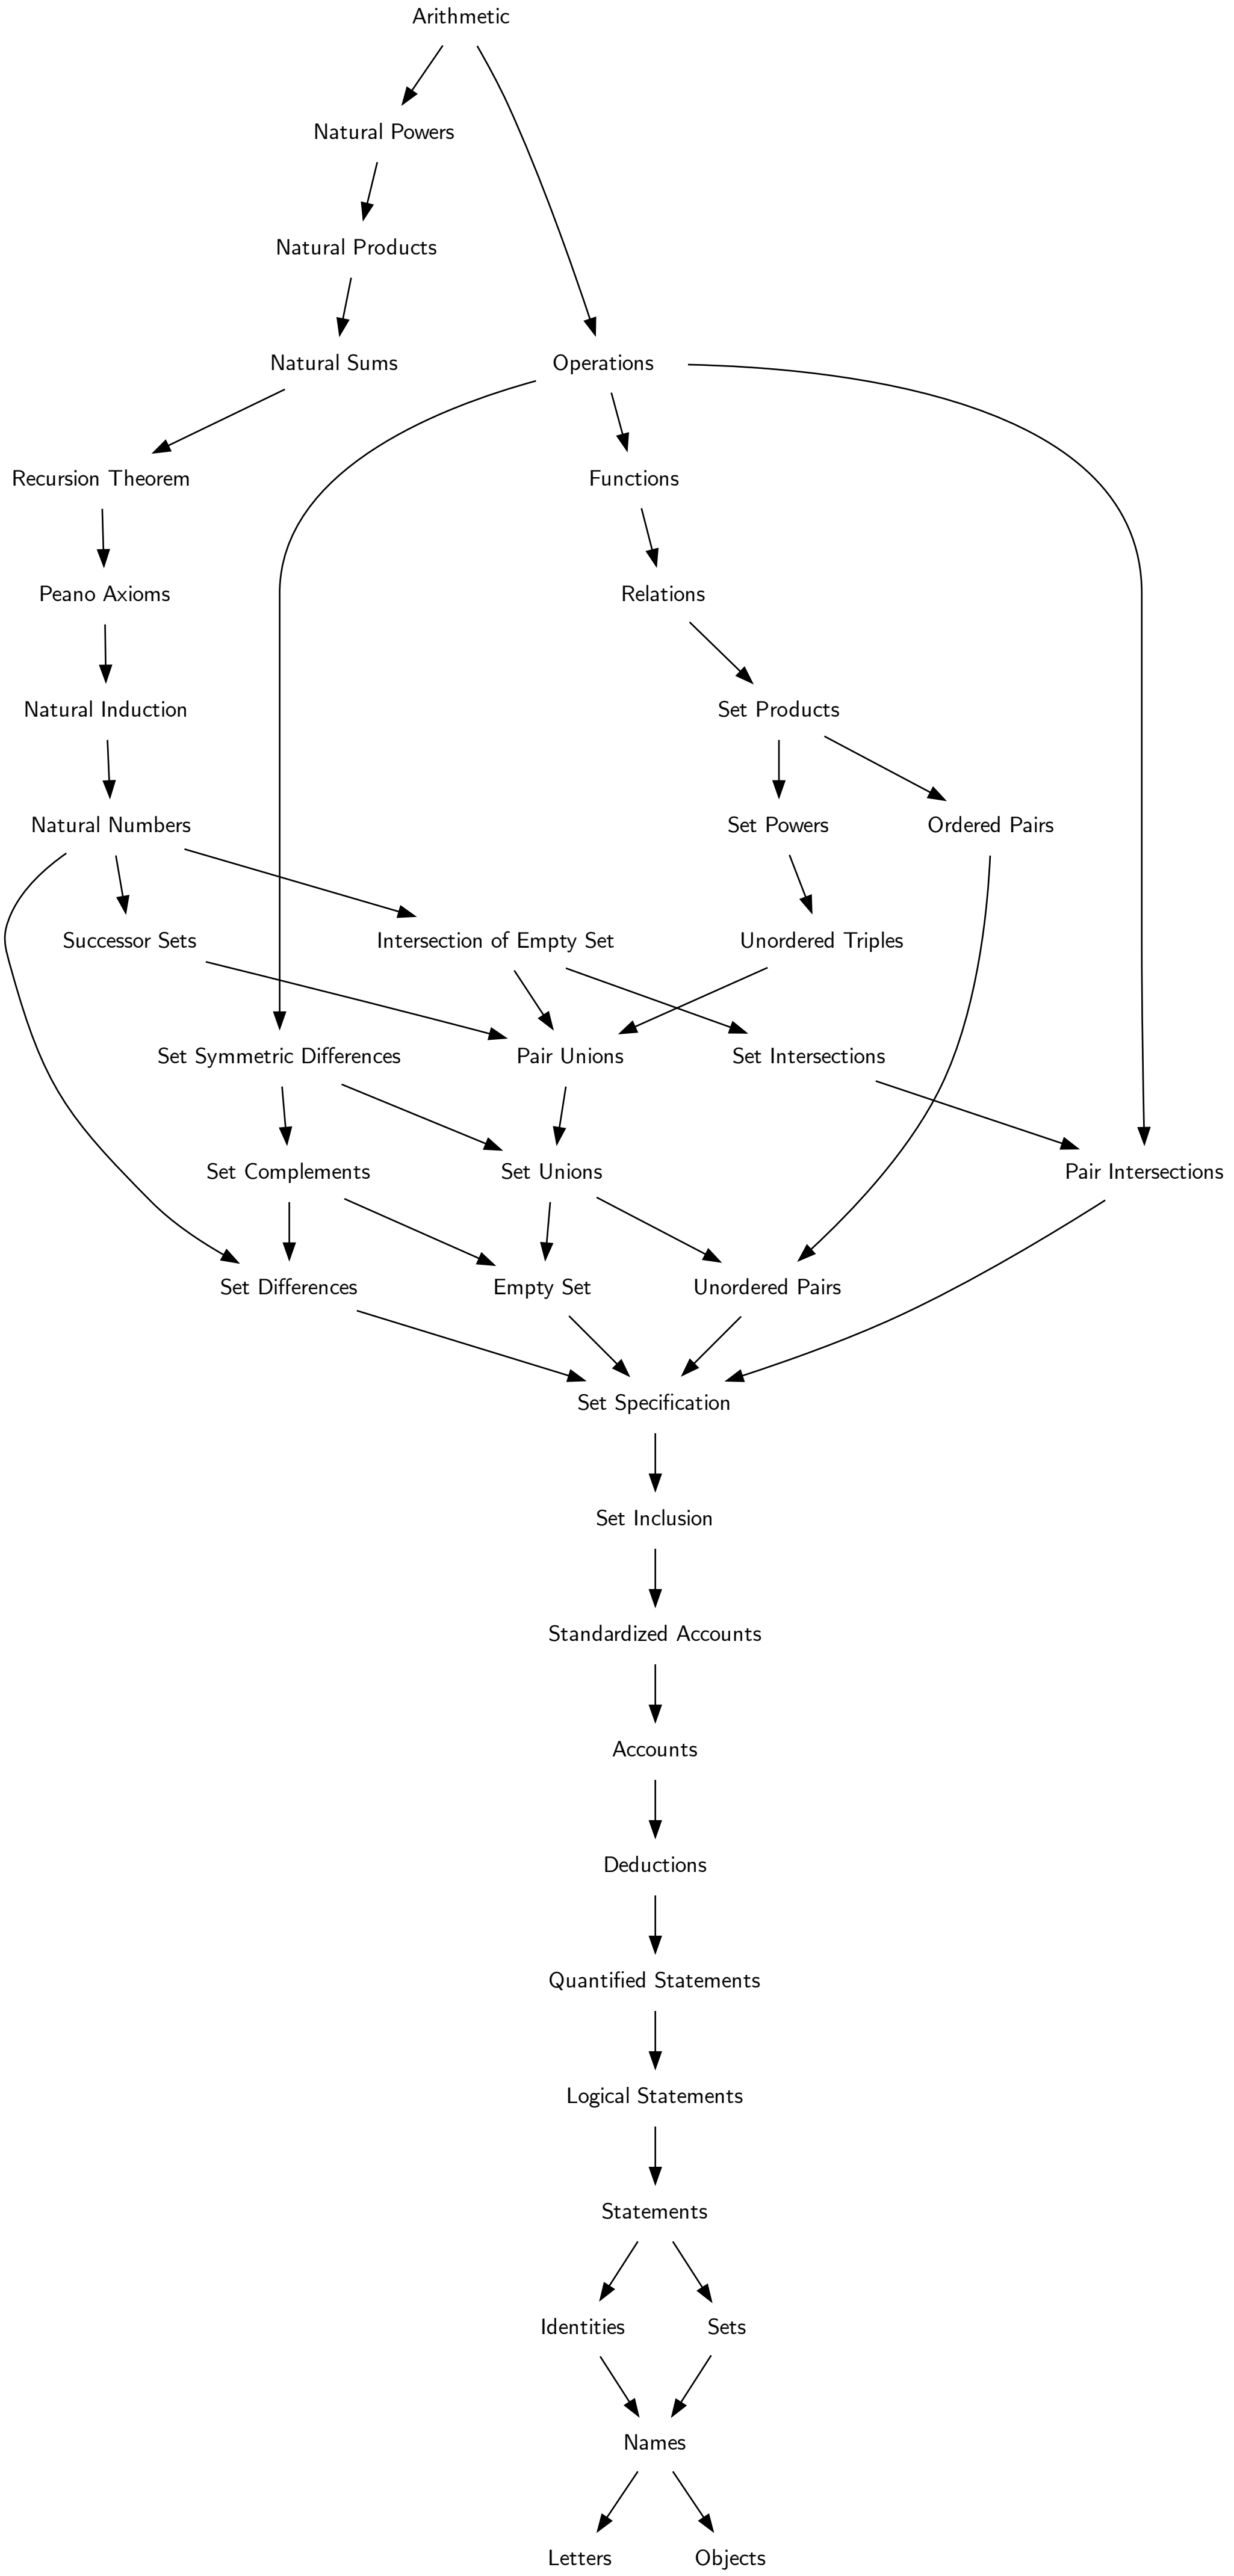 Arithmetic
Natural Powers
Natural Products
Natural Sums
Operations
Recursion Theorem
Functions
Peano Axioms
Relations
Natural Induction
Set Products
Natural Numbers
Set Powers
Ordered Pairs
Successor Sets
Intersection of Empty Set
Unordered Triples
Set Symmetric Differences
Pair Unions
Set Intersections
Set Complements
Set Unions
Pair Intersections
Set Differences
Empty Set
Unordered Pairs
Set Specification
Set Inclusion
Standardized Accounts
Accounts
Deductions
Quantified Statements
Logical Statements
Statements
Identities
Sets
Names
Letters
Objects